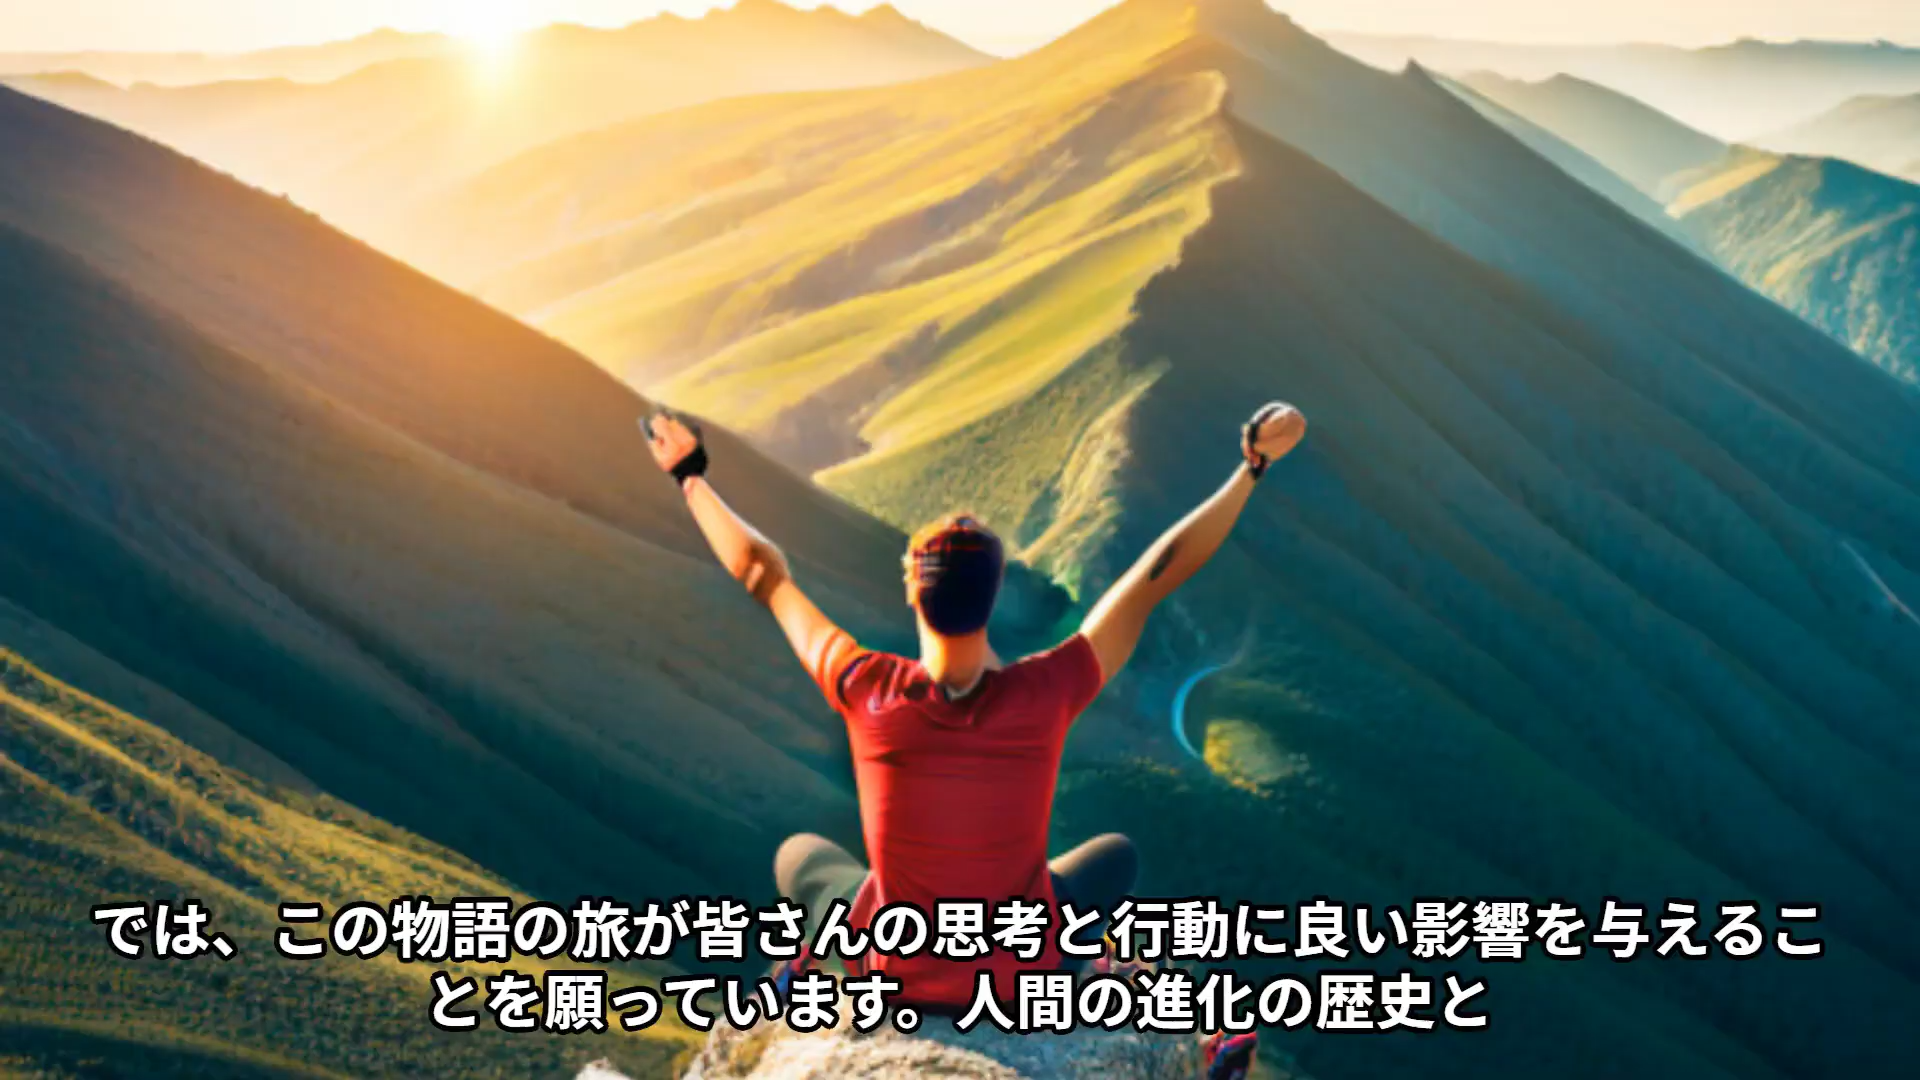 では、この物語の旅が皆さんの思考と行動に良い影響を与えるこ
とを願っています。人間の進化の歴史と